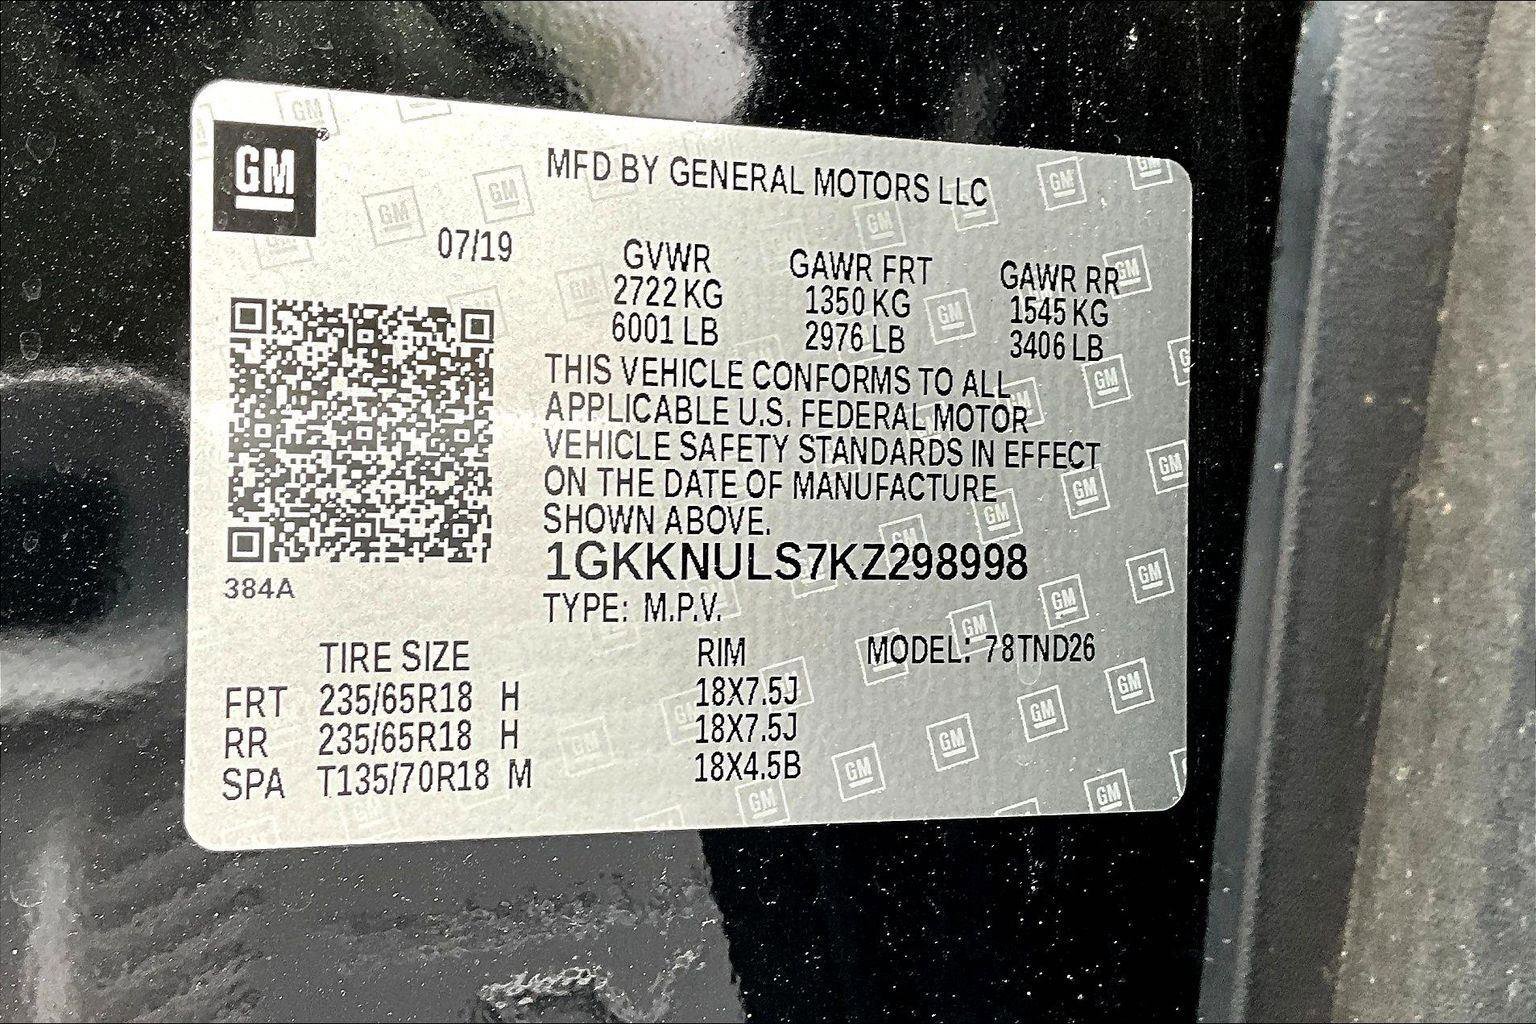 GM
MFD BY GENERAL MOTORS LLC
07/19
GVWR GAWR FRT GAWR RR
2722 KG 1350 KG 1545 KG
6001 LB 2976 LB 3406 LB
THIS VEHICLE CONFORMS TO ALL
APPLICABLE U.S. FEDERAL MOTOR
VEHICLE SAFETY STANDARDS IN EFFECT
ON THE DATE OF MANUFACTURE
SHOWN ABOVE.
1GKKNULS7KZ298998
384A
TYPE: M.P.V.
TIRE SIZE RIM MODEL: 78TND26
FRT 235/65R18 H 18X7.5J
RR 235/65R18 H 18X7.5J
SPA T135/70R18 M 18X4.5B